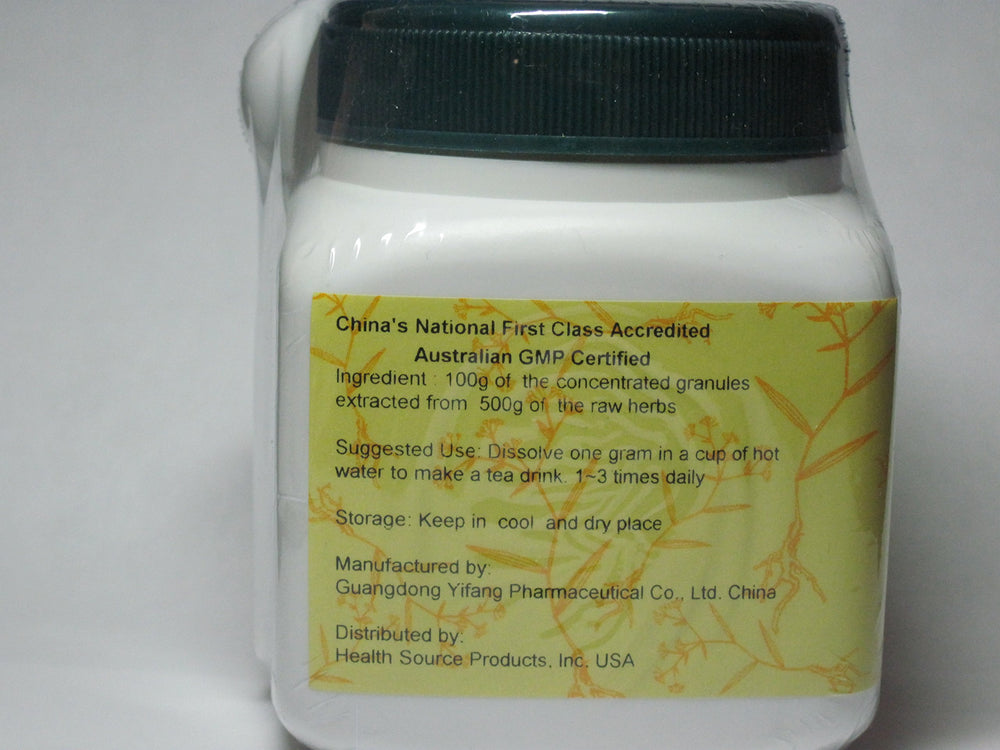 China's National First Class Accredited
Australian GMP Certified
Ingredient : 100g of the concentrated granules
extracted from 500g of the raw herbs
Suggested Use: Dissolve one gram in a cup of hot
water to make a tea drink. 1~3 times daily
Storage: Keep in cool and dry place
Manufactured by:
Guangdong Yifang Pharmaceutical Co., Ltd. China
Distributed by:
Health Source Products, Inc. USA